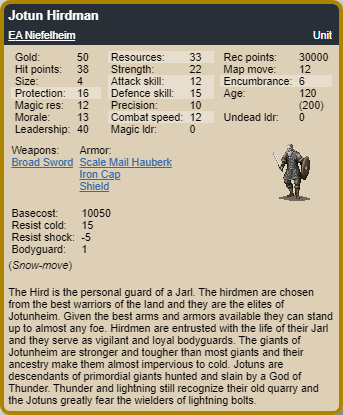 Jotun Hirdman
EA Niefelheim Unit
Gold: 50 Resources: 33 Rec points: 30000
Hit points: 38 Strength: 22 Map move: 12
Size: 4 Attack skill: 12 Encumbrance: 6
Protection: 16 Defence skill: 15 Age: 120
Magic res: 12 Precision: 10 (200)
Morale: 13 Combat speed: 12 Undead ldr: 0
Leadership: 40 Magic ldr: 0
Weapons: Armor:
Broad Sword Scale Mail Hauberk
Iron Cap
Shield
Basecost: 10050
Resist cold: 15
Resist shock: -5
Bodyguard: 1
(Snow-move)
The Hird is the personal guard of a Jarl. The hirdmen are chosen
from the best warriors of the land and they are the elites of
Jotunheim. Given the best arms and armors available they can stand
up to almost any foe. Hirdmen are entrusted with the life of their Jarl
and they serve as vigilant and loyal bodyguards. The giants of
Jotunheim are stronger and tougher than most giants and their
ancestry make them almost impervious to cold. Jotuns are
descendants of primordial giants hunted and slain by a God of
Thunder. Thunder and lightning still recognize their old quarry and
the Jotuns greatly fear the wielders of lightning bolts.